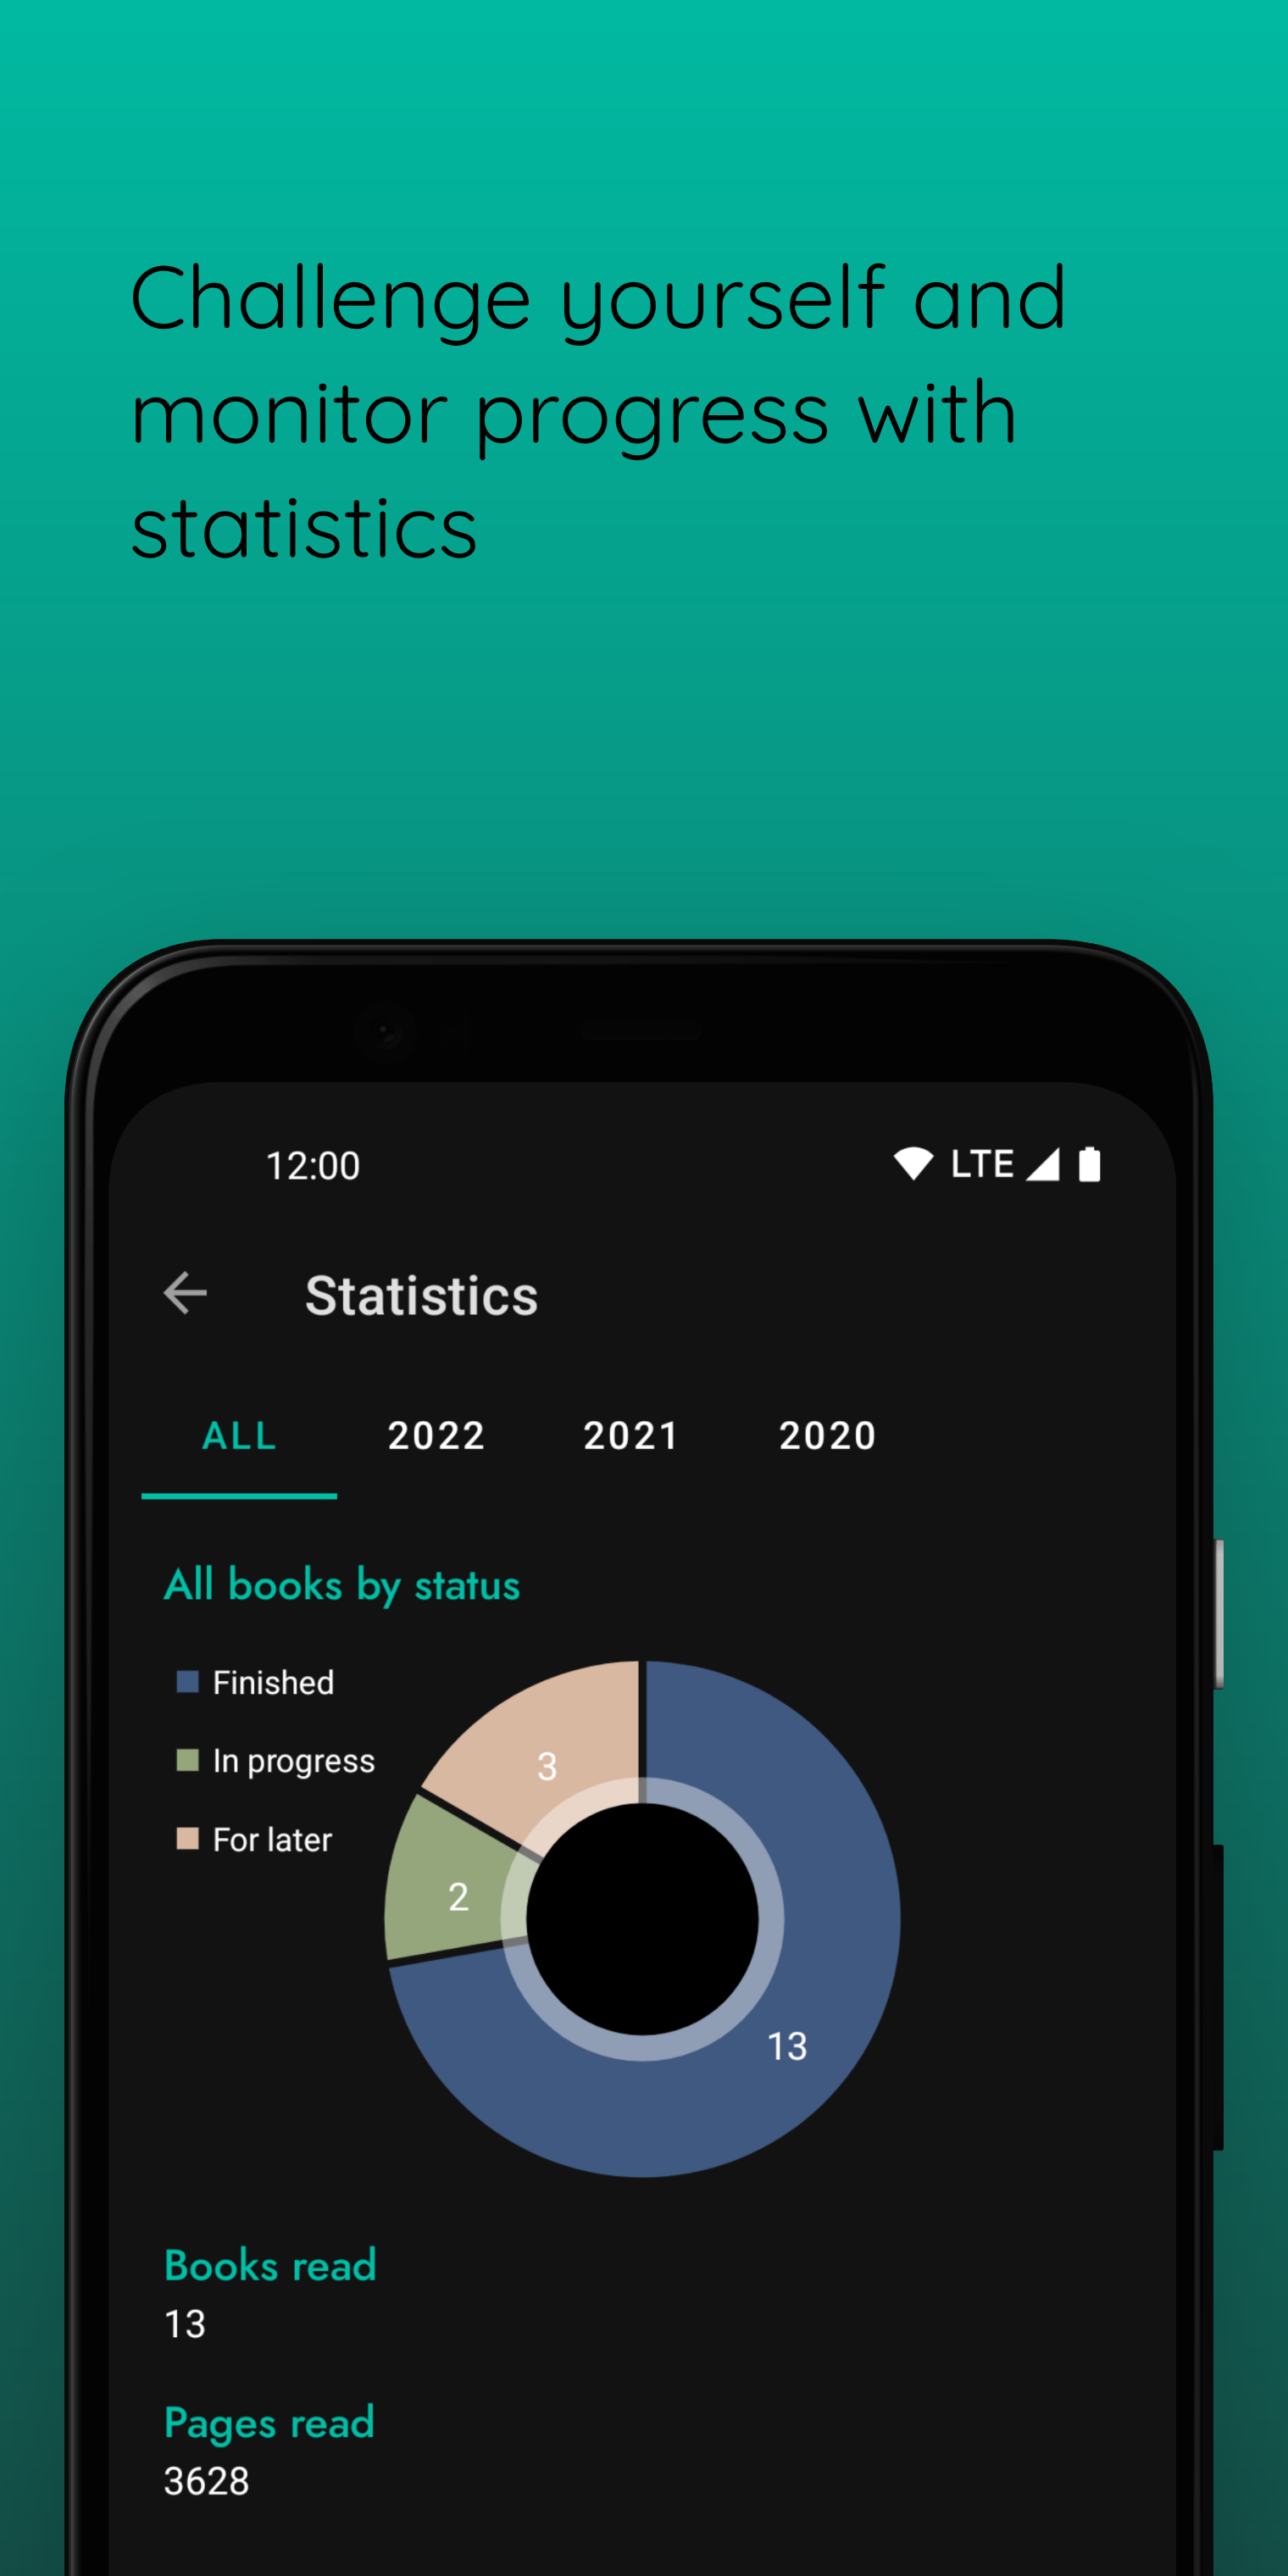 Challenge yourself and
monitor progress with
statistics
12:00 LTE
Statistics
ALL 2022 2021 2020
All books by status
Finished
In progress
For later
3
2
13
Books read
13
Pages read
3628